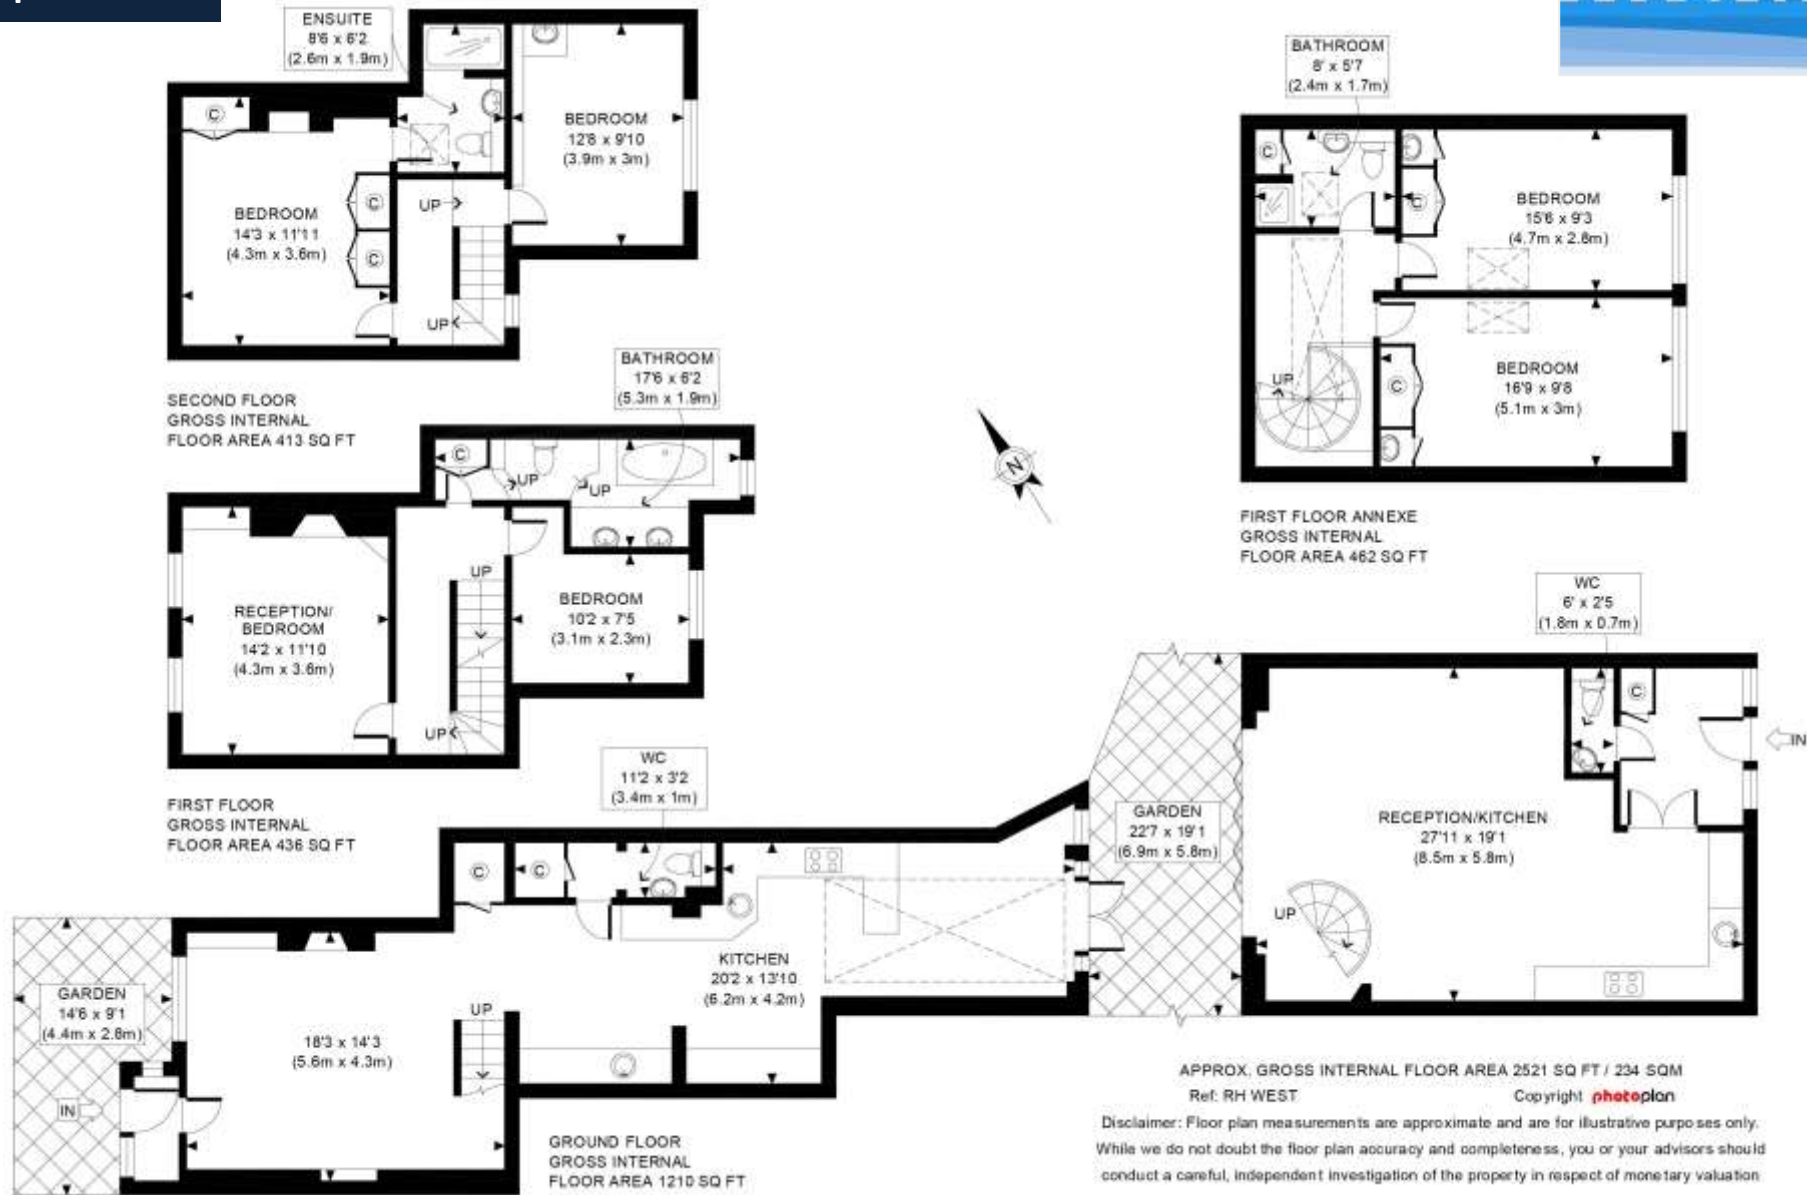 ENSUITE
8'6 x 6'2
(2.6m x 1.9m)
BEDROOM
12'8 x 9'10
(3.9m x 3m)
C
BEDROOM
14'3 x 11'11
(4.3m x 3.6m)
C
C
UP
UP
SECOND FLOOR
GROSS INTERNAL
FLOOR AREA 413 SQ FT
BATHROOM
8' x 5'7
(2.4m x 1.7m)
C
C
BEDROOM
15'6 x 9'3
(4.7m x 2.8m)
UP
C
BEDROOM
16'9 x 9'8
(5.1m x 3m)
FIRST FLOOR ANNEXE
GROSS INTERNAL
FLOOR AREA 462 SQ FT
BATHROOM
17'6 x 6'2
(5.3m x 1.9m)
C
UP
UP
UP
RECEPTION/
BEDROOM
14'2 x 11'10
(4.3m x 3.6m)
BEDROOM
10'2 x 7'5
(3.1m x 2.3m)
UP
FIRST FLOOR
GROSS INTERNAL
FLOOR AREA 436 SQ FT
N
WC
11'2 x 3'2
(3.4m x 1m)
C
C
KITCHEN
20'2 x 13'10
(6.2m x 4.2m)
GARDEN
14'6 x 9'1
(4.4m x 2.8m)
18'3 x 14'3
(5.6m x 4.3m)
UP
IN
GROUND FLOOR
GROSS INTERNAL
FLOOR AREA 1210 SQ FT
GARDEN
22'7 x 19'1
(6.9m x 5.8m)
WC
6' x 2'5
(1.8m x 0.7m)
C
IN
RECEPTION/KITCHEN
27'11 x 19'1
(8.5m x 5.8m)
UP
APPROX. GROSS INTERNAL FLOOR AREA 2521 SQ FT / 234 SQM
Ref: RH WEST Copyright photoplan
Disclaimer: Floor plan measurements are approximate and are for illustrative purposes only.
While we do not doubt the floor plan accuracy and completeness, you or your advisors should
conduct a careful, independent investigation of the property in respect of monetary valuation